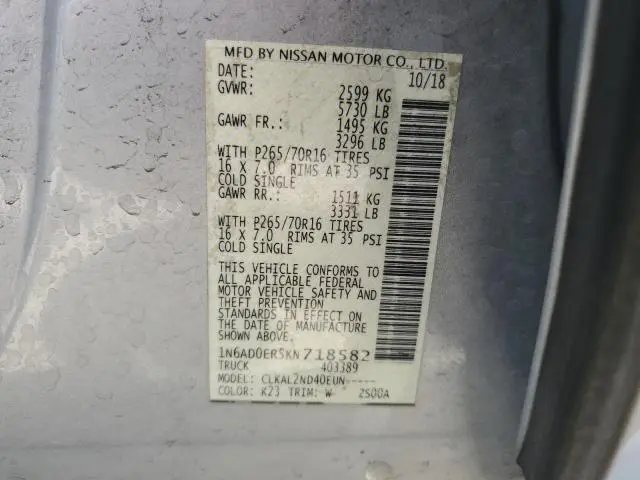 MFD BY NISSAN MOTOR CO., LTD.
DATE: 10/18
GVWR: 2599 KG
5730 LB
GAWR FR.: 1495 KG
3296 LB
WITH P265/70R16 TIRES
16 X 7.0 RIMS AT 35 PSI
COLD SINGLE
GAWR RR.: 1511 KG
3331 LB
WITH P265/70R16 TIRES
16 X 7.0 RIMS AT 35 PSI
COLD SINGLE
THIS VEHICLE CONFORMS TO
ALL APPLICABLE FEDERAL
MOTOR VEHICLE SAFETY AND
THEFT PREVENTION
STANDARDS IN EFFECT ON
THE DATE OF MANUFACTURE
SHOWN ABOVE.
1N6AD0ER5KN718582
TRUCK 403389
MODEL: CLKAL2ND40EUN-----
COLOR: K23 TRIM: W 2S00A